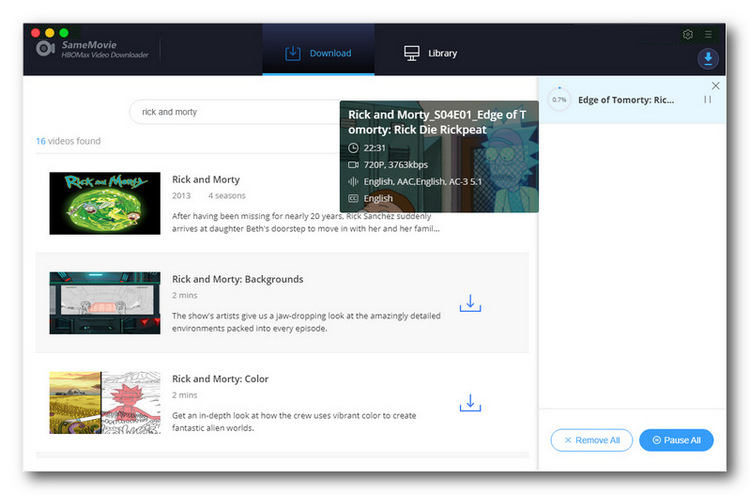 SameMovie
HBOMax Video Downloader
Download
Library
rick and morty
16 videos found
Rick and Morty_S04E01_Edge of T
omorty: Rick Die Rickpeat
22:31
720P, 3763kbps
English, AAC,English, AC-3 5.1
CC English
0.7%
Edge of Tomorty: Ric...
Rick and Morty
Rick and Morty
2013 4 seasons
After having been missing for nearly 20 years, Rick Sanchez suddenly
arrives at daughter Beth's doorstep to move in with her and her famil...
Rick and Morty: Backgrounds
2 mins
The show's artists give us a jaw-dropping look at the amazingly detailed
environments packed into every episode.
Rick and Morty: Color
2 mins
Get an in-depth look at how the crew uses vibrant color to create
fantastic alien worlds.
Remove All
Pause All